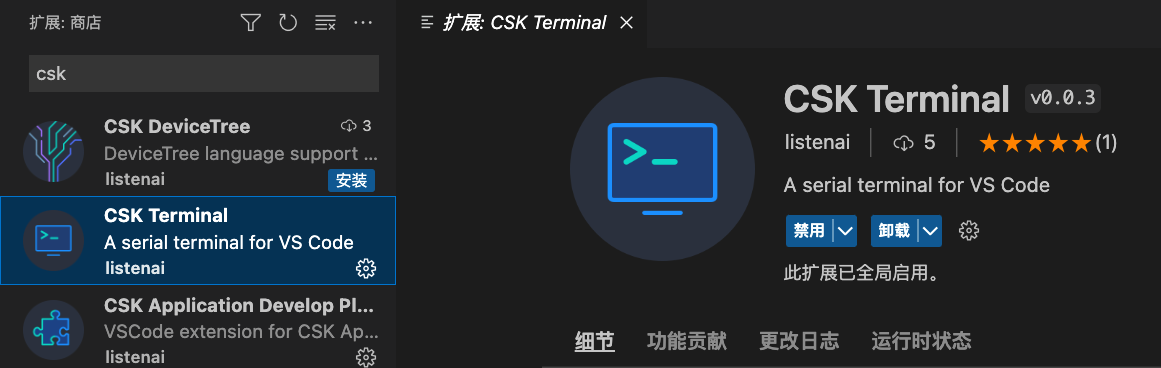 扩展: 商店
csk
CSK DeviceTree 3
DeviceTree language support ...
listenai 安装
CSK Terminal
A serial terminal for VS Code
listenai
CSK Application Develop Pl...
VSCode extension for CSK Ap...
listenai
扩展: CSK Terminal
CSK Terminal v0.0.3
listenai 5 (1)
A serial terminal for VS Code
禁用 卸载
此扩展已全局启用。
细节 功能贡献 更改日志 运行时状态